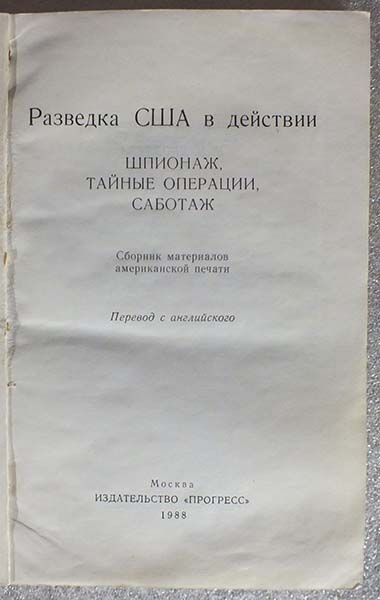 Разведка США в действии
ШПИОНАЖ,
ТАЙНЫЕ ОПЕРАЦИИ,
САБОТАЖ
Сборник материалов
американской печати
Перевод с английского
Москва
ИЗДАТЕЛЬСТВО «ПРОГРЕСС»
1988